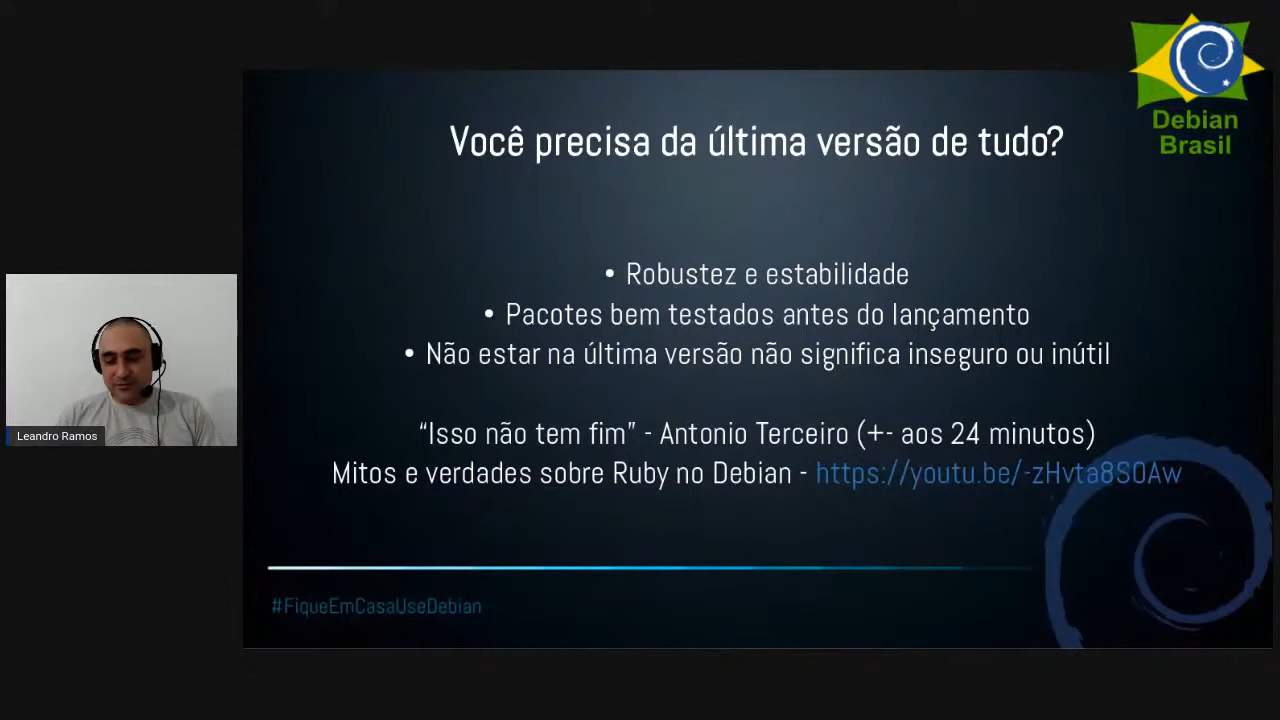 Debian
Brasil
Você precisa da última versão de tudo?
• Robustez e estabilidade
• Pacotes bem testados antes do lançamento
• Não estar na última versão não significa inseguro ou inútil
“Isso não tem fim” - Antonio Terceiro (+- aos 24 minutos)
Mitos e verdades sobre Ruby no Debian - https://youtu.be/-zHvta8S0Aw
Leandro Ramos
#FiqueEmCasaUseDebian